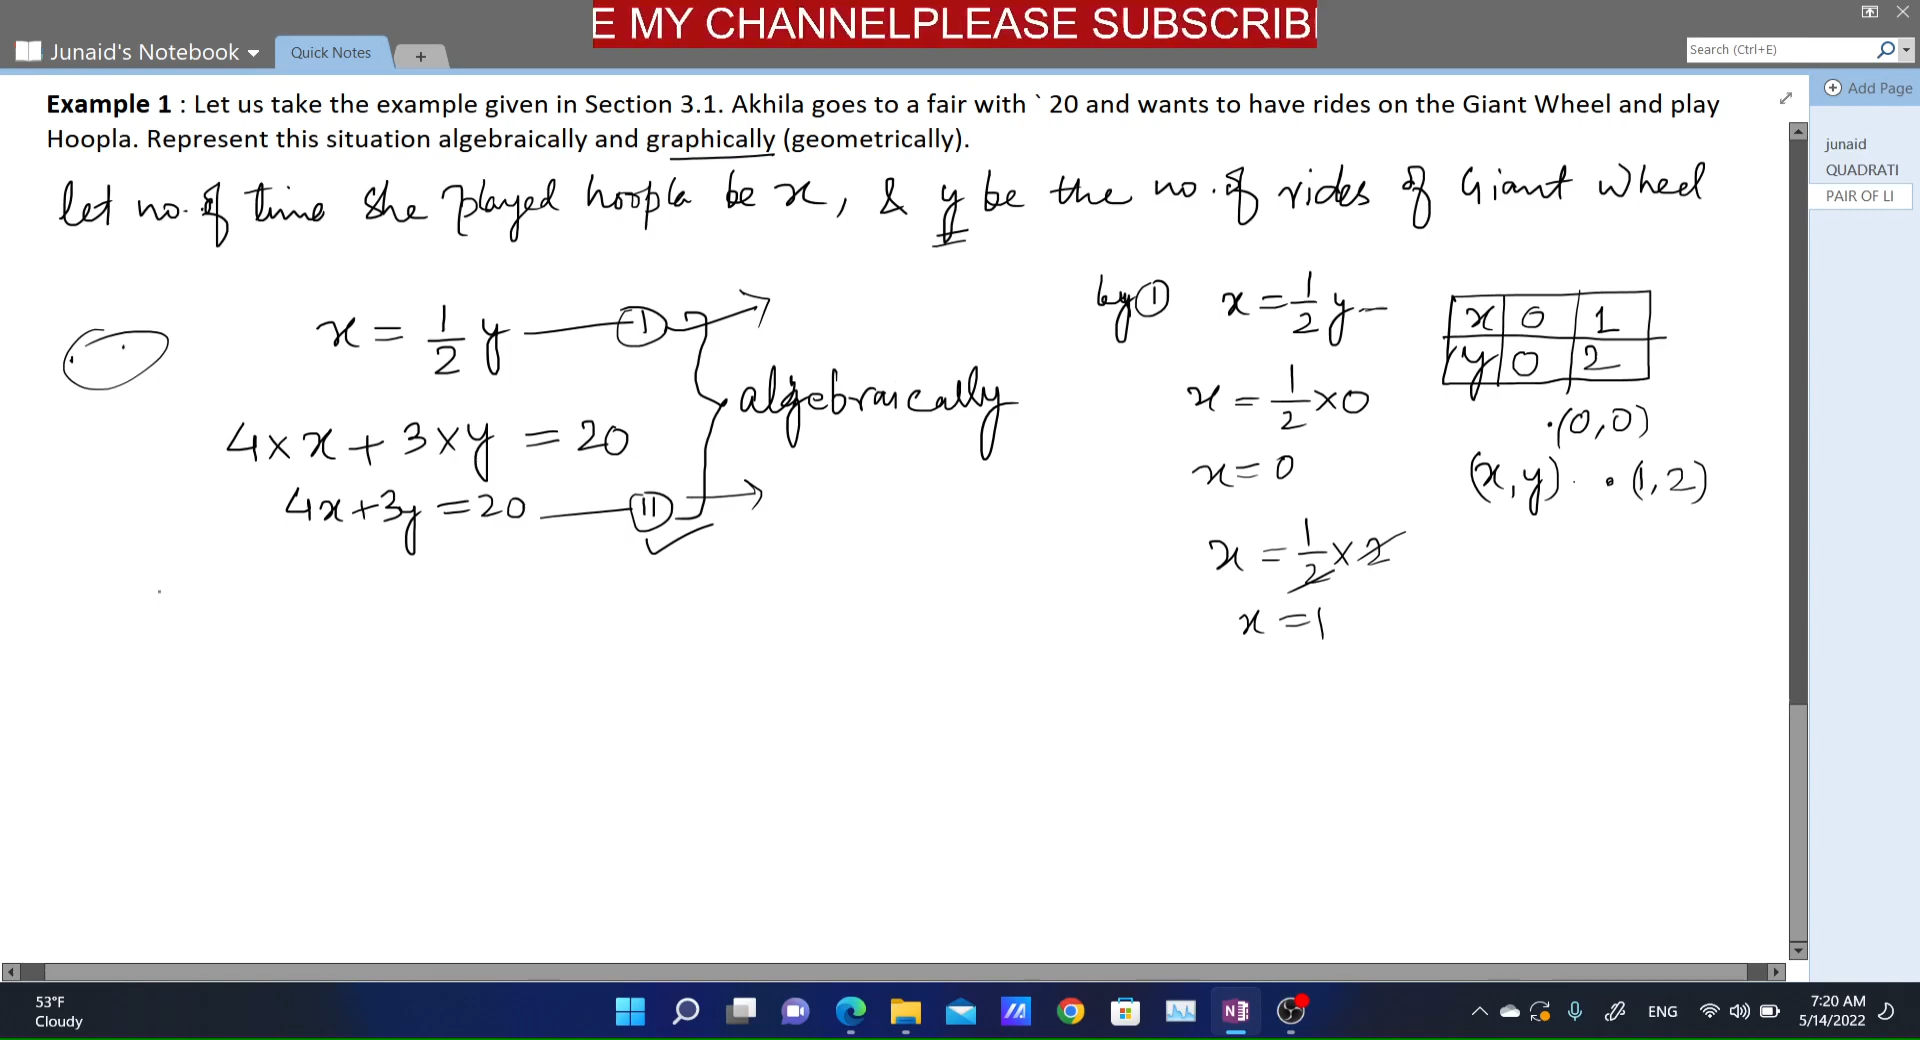 E MY CHANNELPLEASE SUBSCRIB
Junaid's Notebook
Quick Notes
+
Search (Ctrl+E)
Add Page
junaid
QUADRATI
PAIR OF LI
Example 1 : Let us take the example given in Section 3.1. Akhila goes to a fair with ` 20 and wants to have rides on the Giant Wheel and play
Hoopla. Represent this situation algebraically and graphically (geometrically).
let no. of time she played hoopla be x, & y be the no. of rides of Giant Wheel
x = 1/2 y — I
4 × x + 3 × y = 20
4x + 3y = 20 — II
algebraically
by I x = 1/2 y –
x = 1/2 × 0
x = 0
x = 1/2 × 2
x = 1
x 0 1
y 0 2
.(0,0)
(x, y) . . (1, 2)
53°F
Cloudy
ENG
7:20 AM
5/14/2022